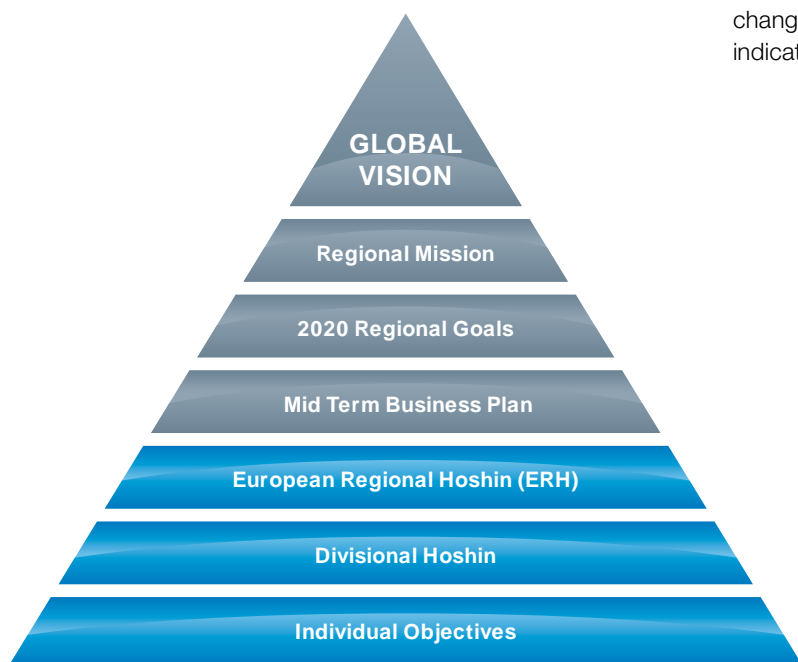 GLOBAL
VISION
Regional Mission
2020 Regional Goals
Mid Term Business Plan
European Regional Hoshin (ERH)
Divisional Hoshin
Individual Objectives